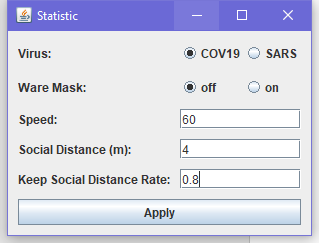 Statistic
Virus: COV19 SARS
Ware Mask: off on
Speed: 60
Social Distance (m): 4
Keep Social Distance Rate: 0.8
Apply